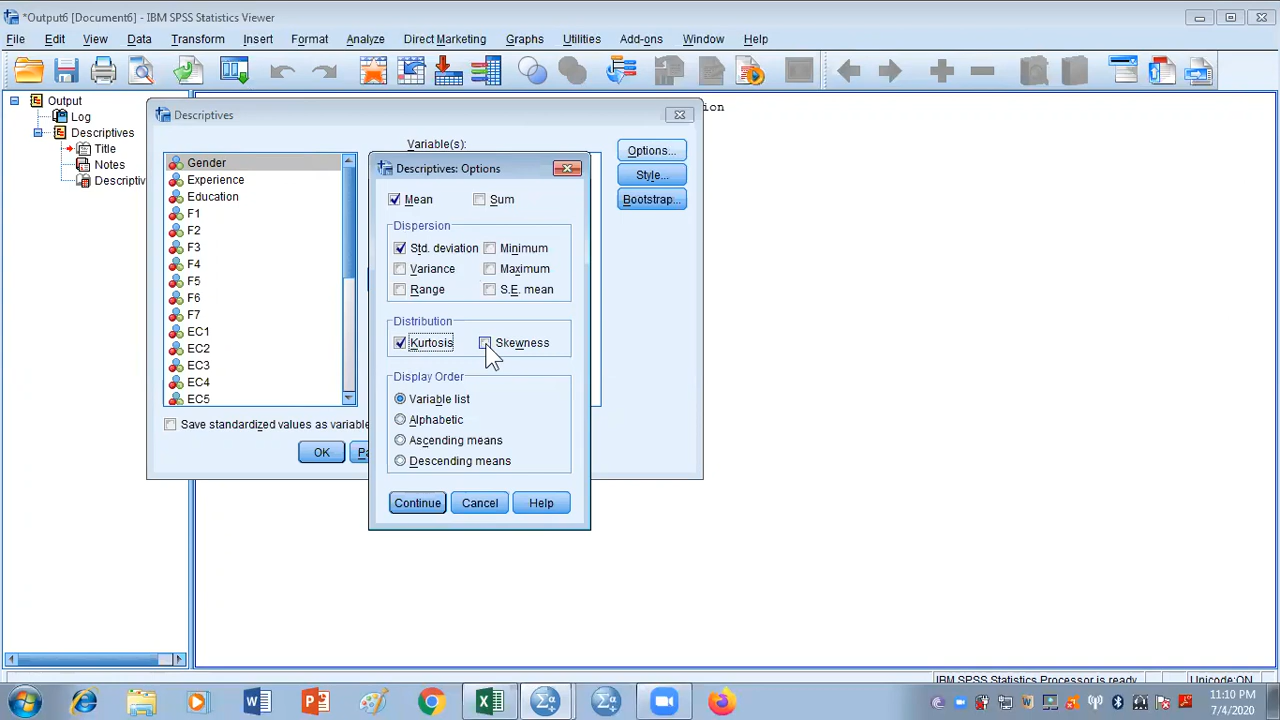 *Output6 [Document6] - IBM SPSS Statistics Viewer
File Edit View Data Transform Insert Format Analyze Direct Marketing Graphs Utilities Add-ons Window Help
Output
Log
Descriptives
Title
Notes
Descriptiv
Descriptives
Variable(s):
Gender
Experience
Education
F1
F2
F3
F4
F5
F6
F7
EC1
EC2
EC3
EC4
EC5
Save standardized values as variable
OK
Pa
Options...
Style...
Bootstrap...
Descriptives: Options
Mean Sum
Dispersion
Std. deviation Minimum
Variance Maximum
Range S.E. mean
Distribution
Kurtosis Skewness
Display Order
Variable list
Alphabetic
Ascending means
Descending means
Continue Cancel Help
IBM SPSS Statistics Processor is ready
Unicode:ON
11:10 PM
7/4/2020